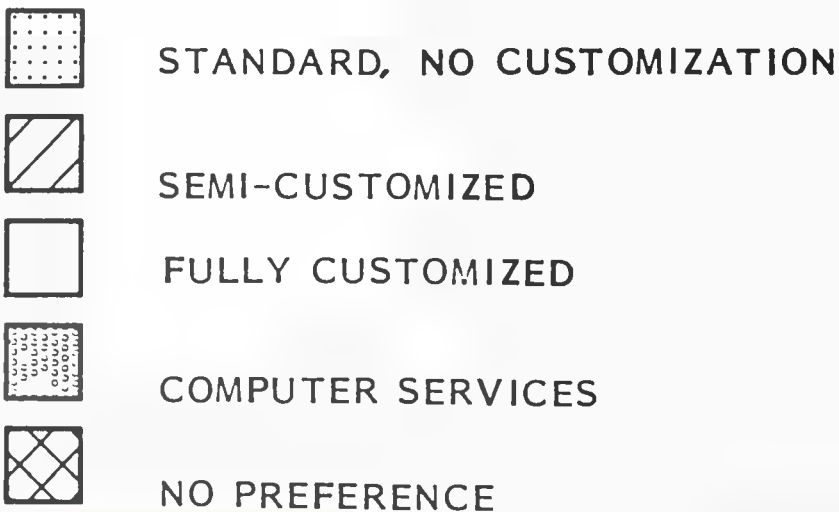 STANDARD, NO CUSTOMIZATION
SEMI-CUSTOMIZED
FULLY CUSTOMIZED
COMPUTER SERVICES
NO PREFERENCE